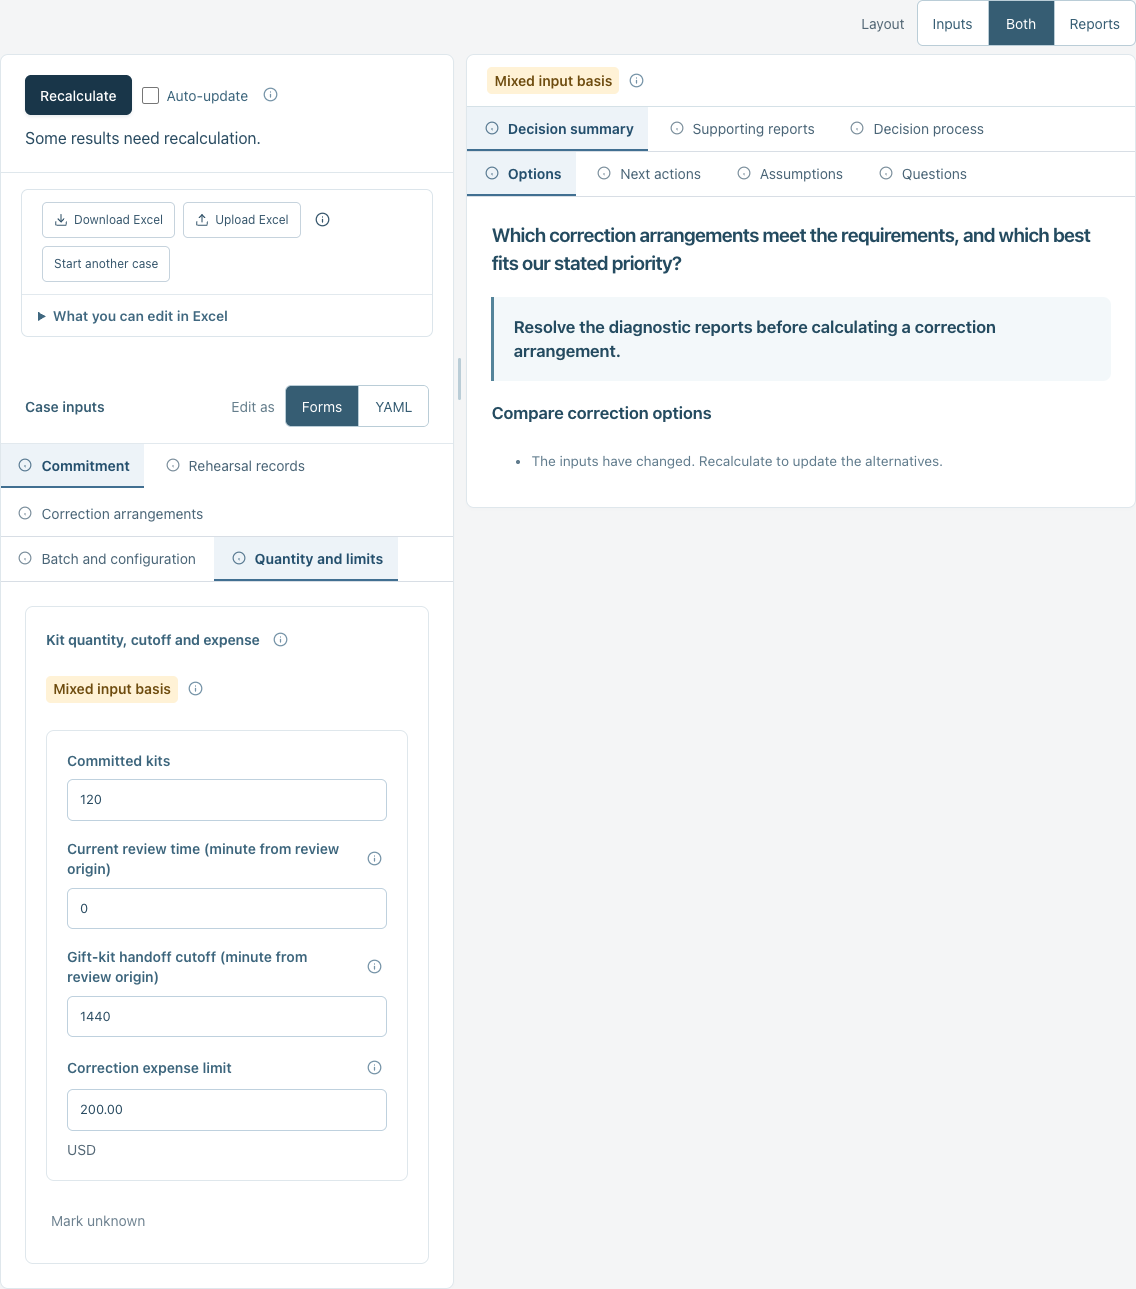 Layout
Inputs
Both
Reports
Recalculate
Auto-update
Some results need recalculation.
Download Excel
Upload Excel
Start another case
What you can edit in Excel
Case inputs
Edit as
Forms
YAML
Commitment
Rehearsal records
Correction arrangements
Batch and configuration
Quantity and limits
Kit quantity, cutoff and expense
Mixed input basis
Committed kits
120
Current review time (minute from review
origin)
0
Gift-kit handoff cutoff (minute from
review origin)
1440
Correction expense limit
200.00
USD
Mark unknown
Mixed input basis
Decision summary
Supporting reports
Decision process
Options
Next actions
Assumptions
Questions
Which correction arrangements meet the requirements, and which best
fits our stated priority?
Resolve the diagnostic reports before calculating a correction
arrangement.
Compare correction options
The inputs have changed. Recalculate to update the alternatives.